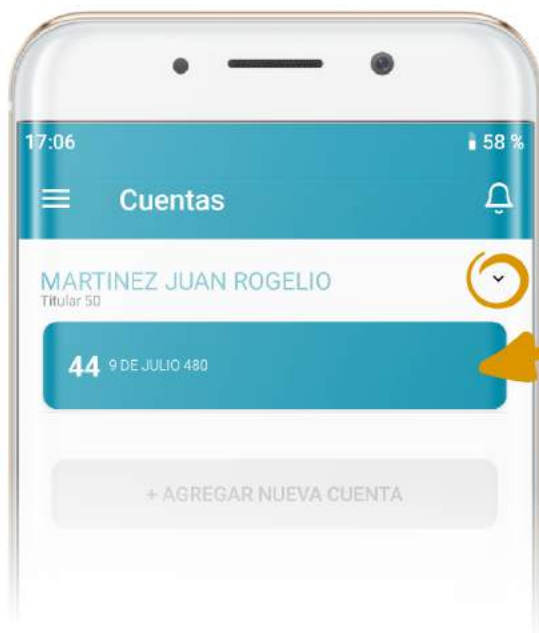 17:06 58 %
Cuentas
MARTINEZ JUAN ROGELIO
Titular 50
44 9 DE JULIO 480
+ AGREGAR NUEVA CUENTA